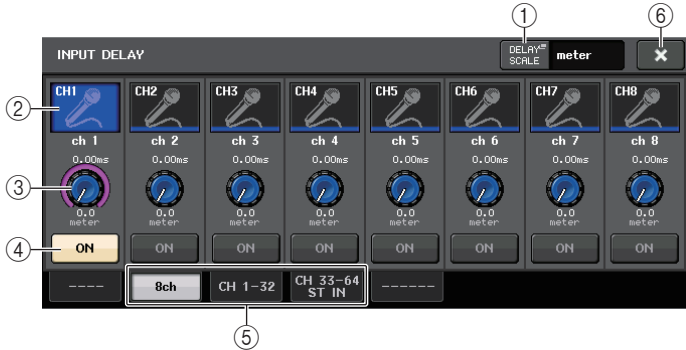 ① ⑥
INPUT DELAY DELAY SCALE meter ×
② CH1 CH2 CH3 CH4 CH5 CH6 CH7 CH8
ch 1 ch 2 ch 3 ch 4 ch 5 ch 6 ch 7 ch 8
0.00ms 0.00ms 0.00ms 0.00ms 0.00ms 0.00ms 0.00ms 0.00ms
③
0.0 0.0 0.0 0.0 0.0 0.0 0.0 0.0
meter meter meter meter meter meter meter meter
④ ON ON ON ON ON ON ON ON
---- 8ch CH 1-32 CH 33-64 ST IN ------
⑤